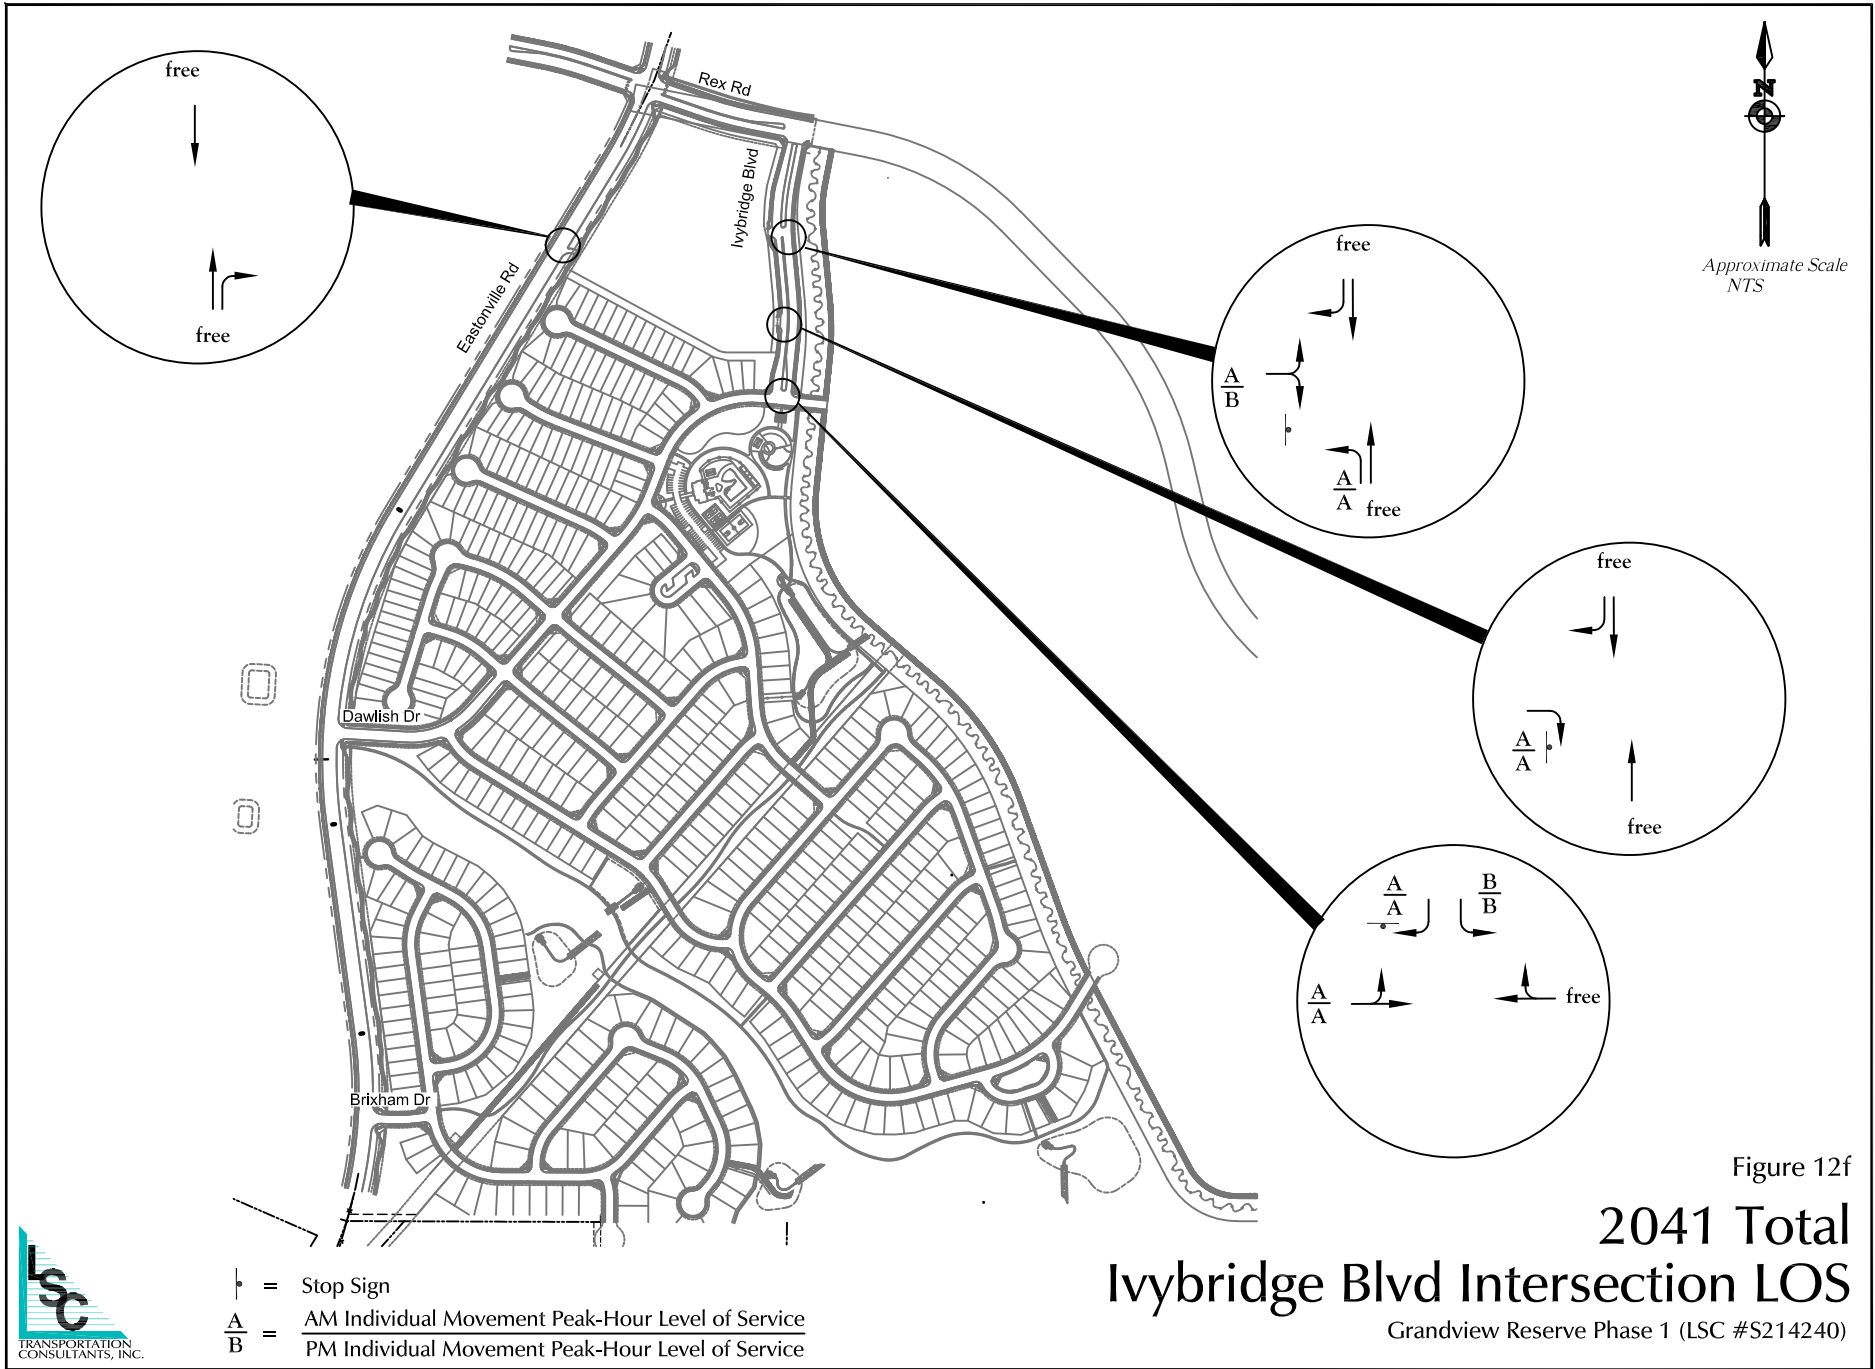 free
free
Rex Rd
Ivybridge Blvd
Eastonville Rd
N
Approximate Scale
NTS
free
A
B
A
A
free
free
A
A
free
A
A
B
B
A
A
free
Dawlish Dr
Brixham Dr
Figure 12f
2041 Total
Ivybridge Blvd Intersection LOS
Grandview Reserve Phase 1 (LSC #S214240)
LSC
TRANSPORTATION
CONSULTANTS, INC.
= Stop Sign
A
B
=
AM Individual Movement Peak-Hour Level of Service
PM Individual Movement Peak-Hour Level of Service